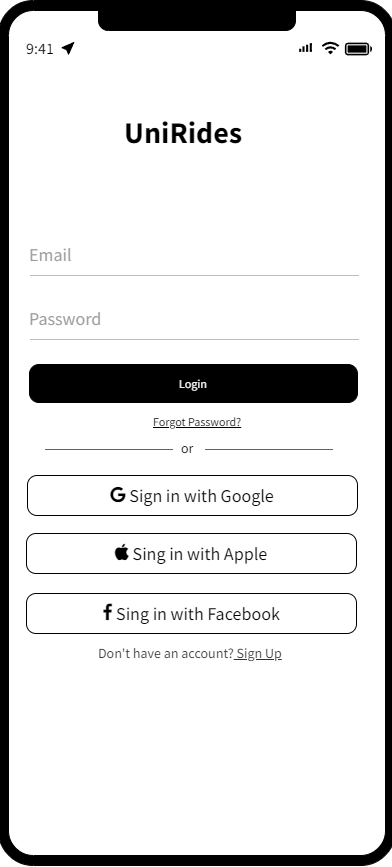 9:41
UniRides
Email
Password
Login
Forgot Password?
or
Sign in with Google
Sing in with Apple
Sing in with Facebook
Don't have an account? Sign Up